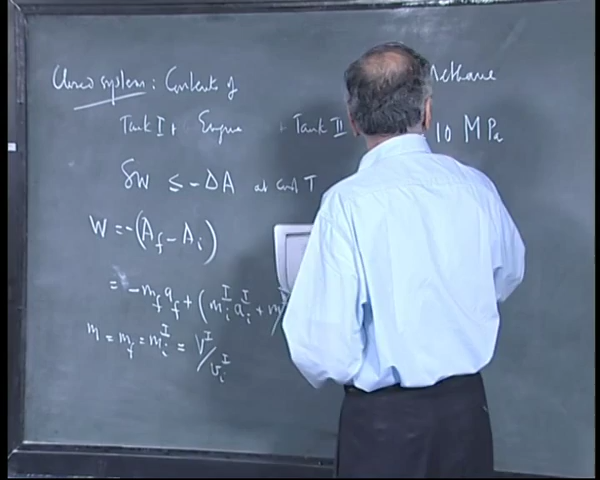 Closed system: Contents of Methane
Tank I + Engine + Tank II 10 MPa
δW ≤ -ΔA at const T
W = -(A_f - A_i)
= -m_f a_f + (m_i^I a_i^I + m^I
m = m_f = m_i^I = V^I / v_i^I